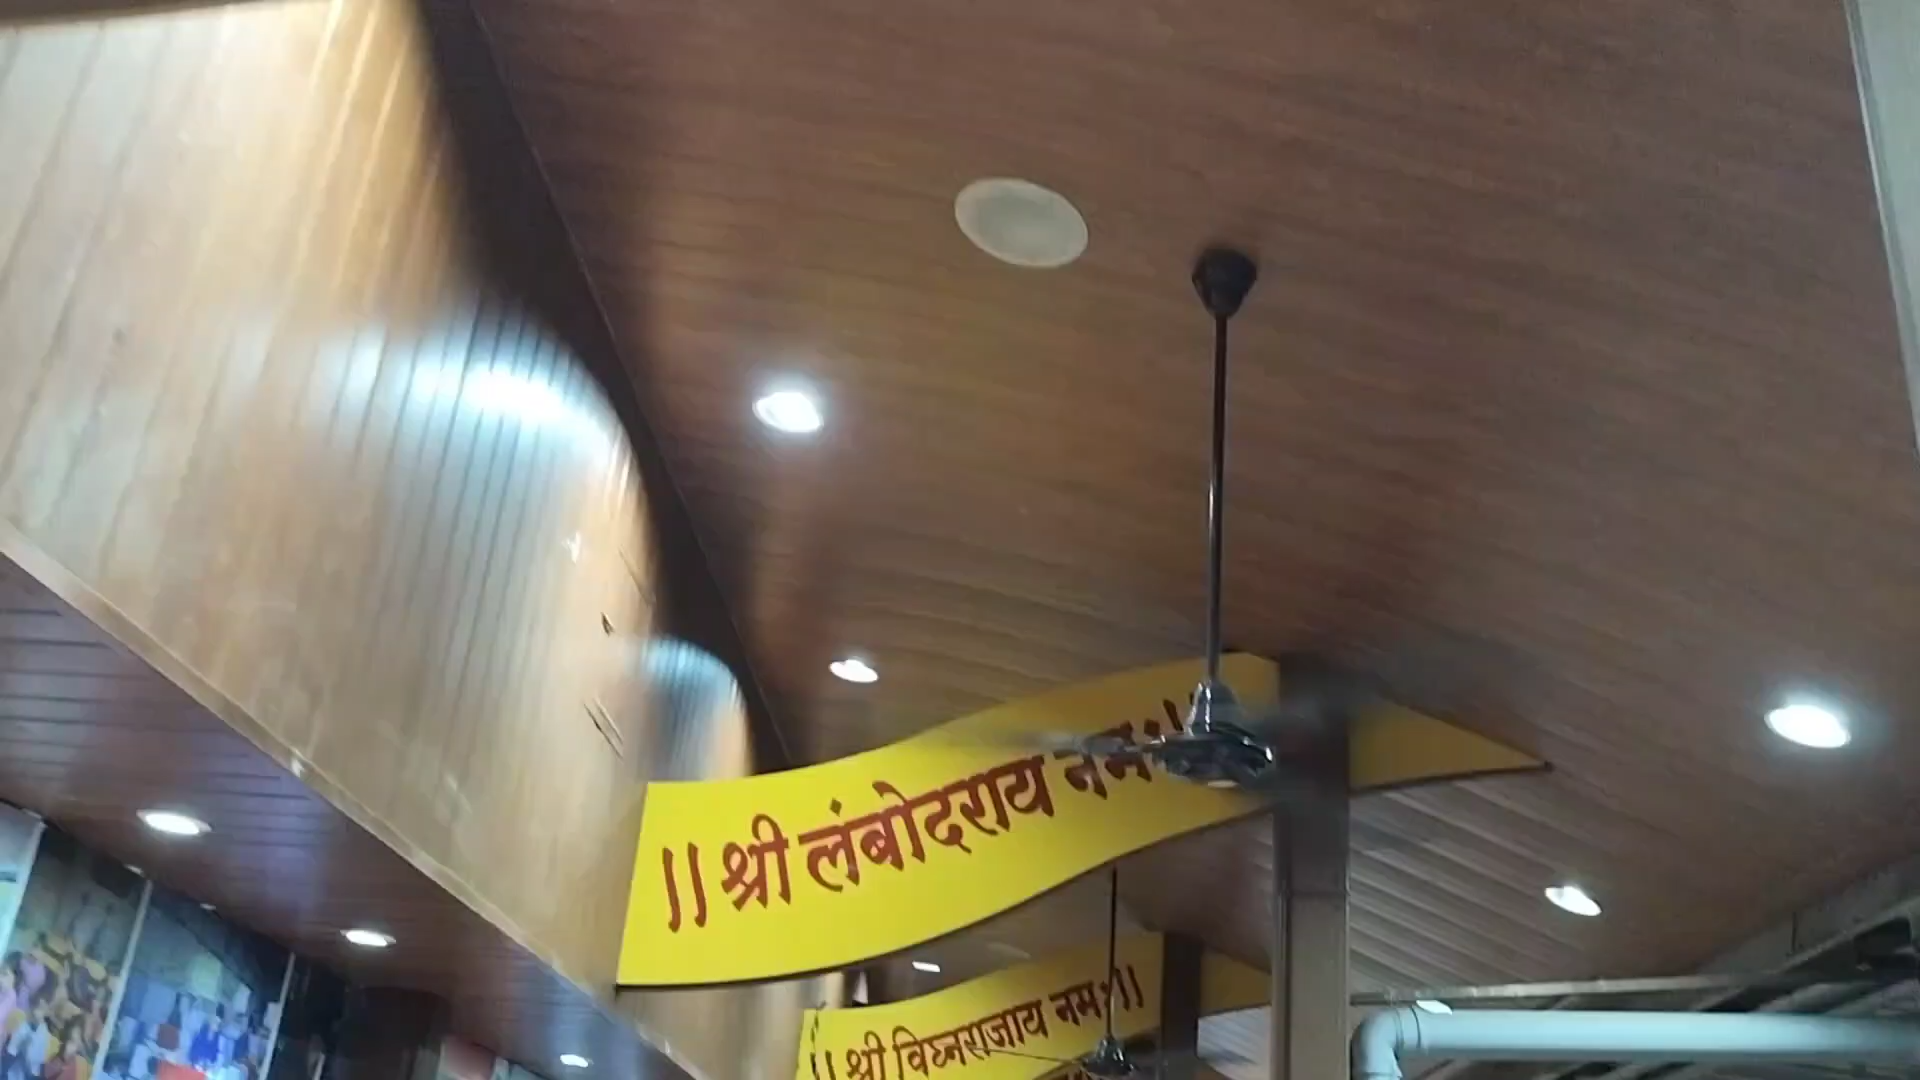 ||श्री लंबोदराय नमः|
||श्री विघ्नराजाय नमः||